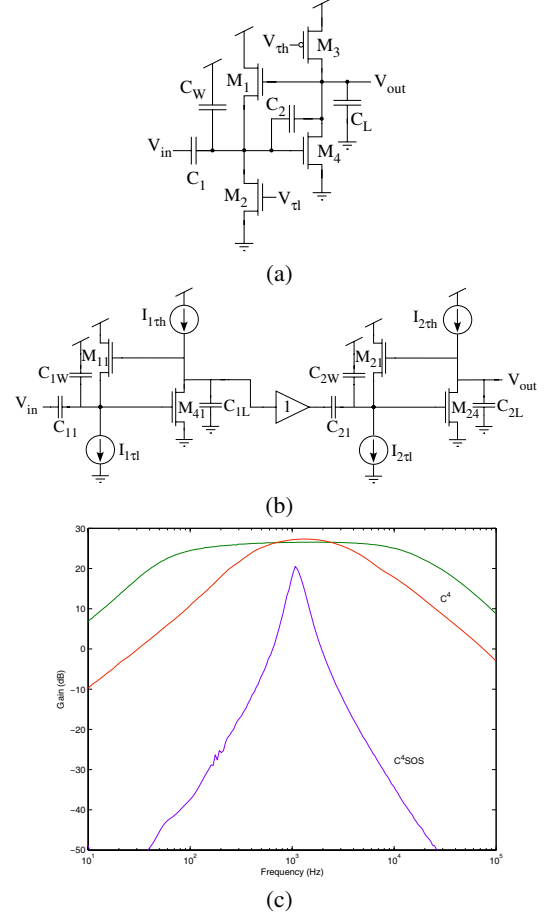 V_τh
M_3
M_1
V_out
C_W
C_2
C_L
V_in
M_4
C_1
M_2
V_τl
(a)
I_1τh
I_2τh
M_11
M_21
C_1W
C_2W
V_out
V_in
M_41
C_1L
1
M_24
C_2L
C_11
C_21
I_1τl
I_2τl
(b)
30
20
10
0
-10
-20
-30
-40
-50
Gain (dB)
C^4
C^4SOS
10^1
10^2
10^3
10^4
10^5
Frequency (Hz)
(c)